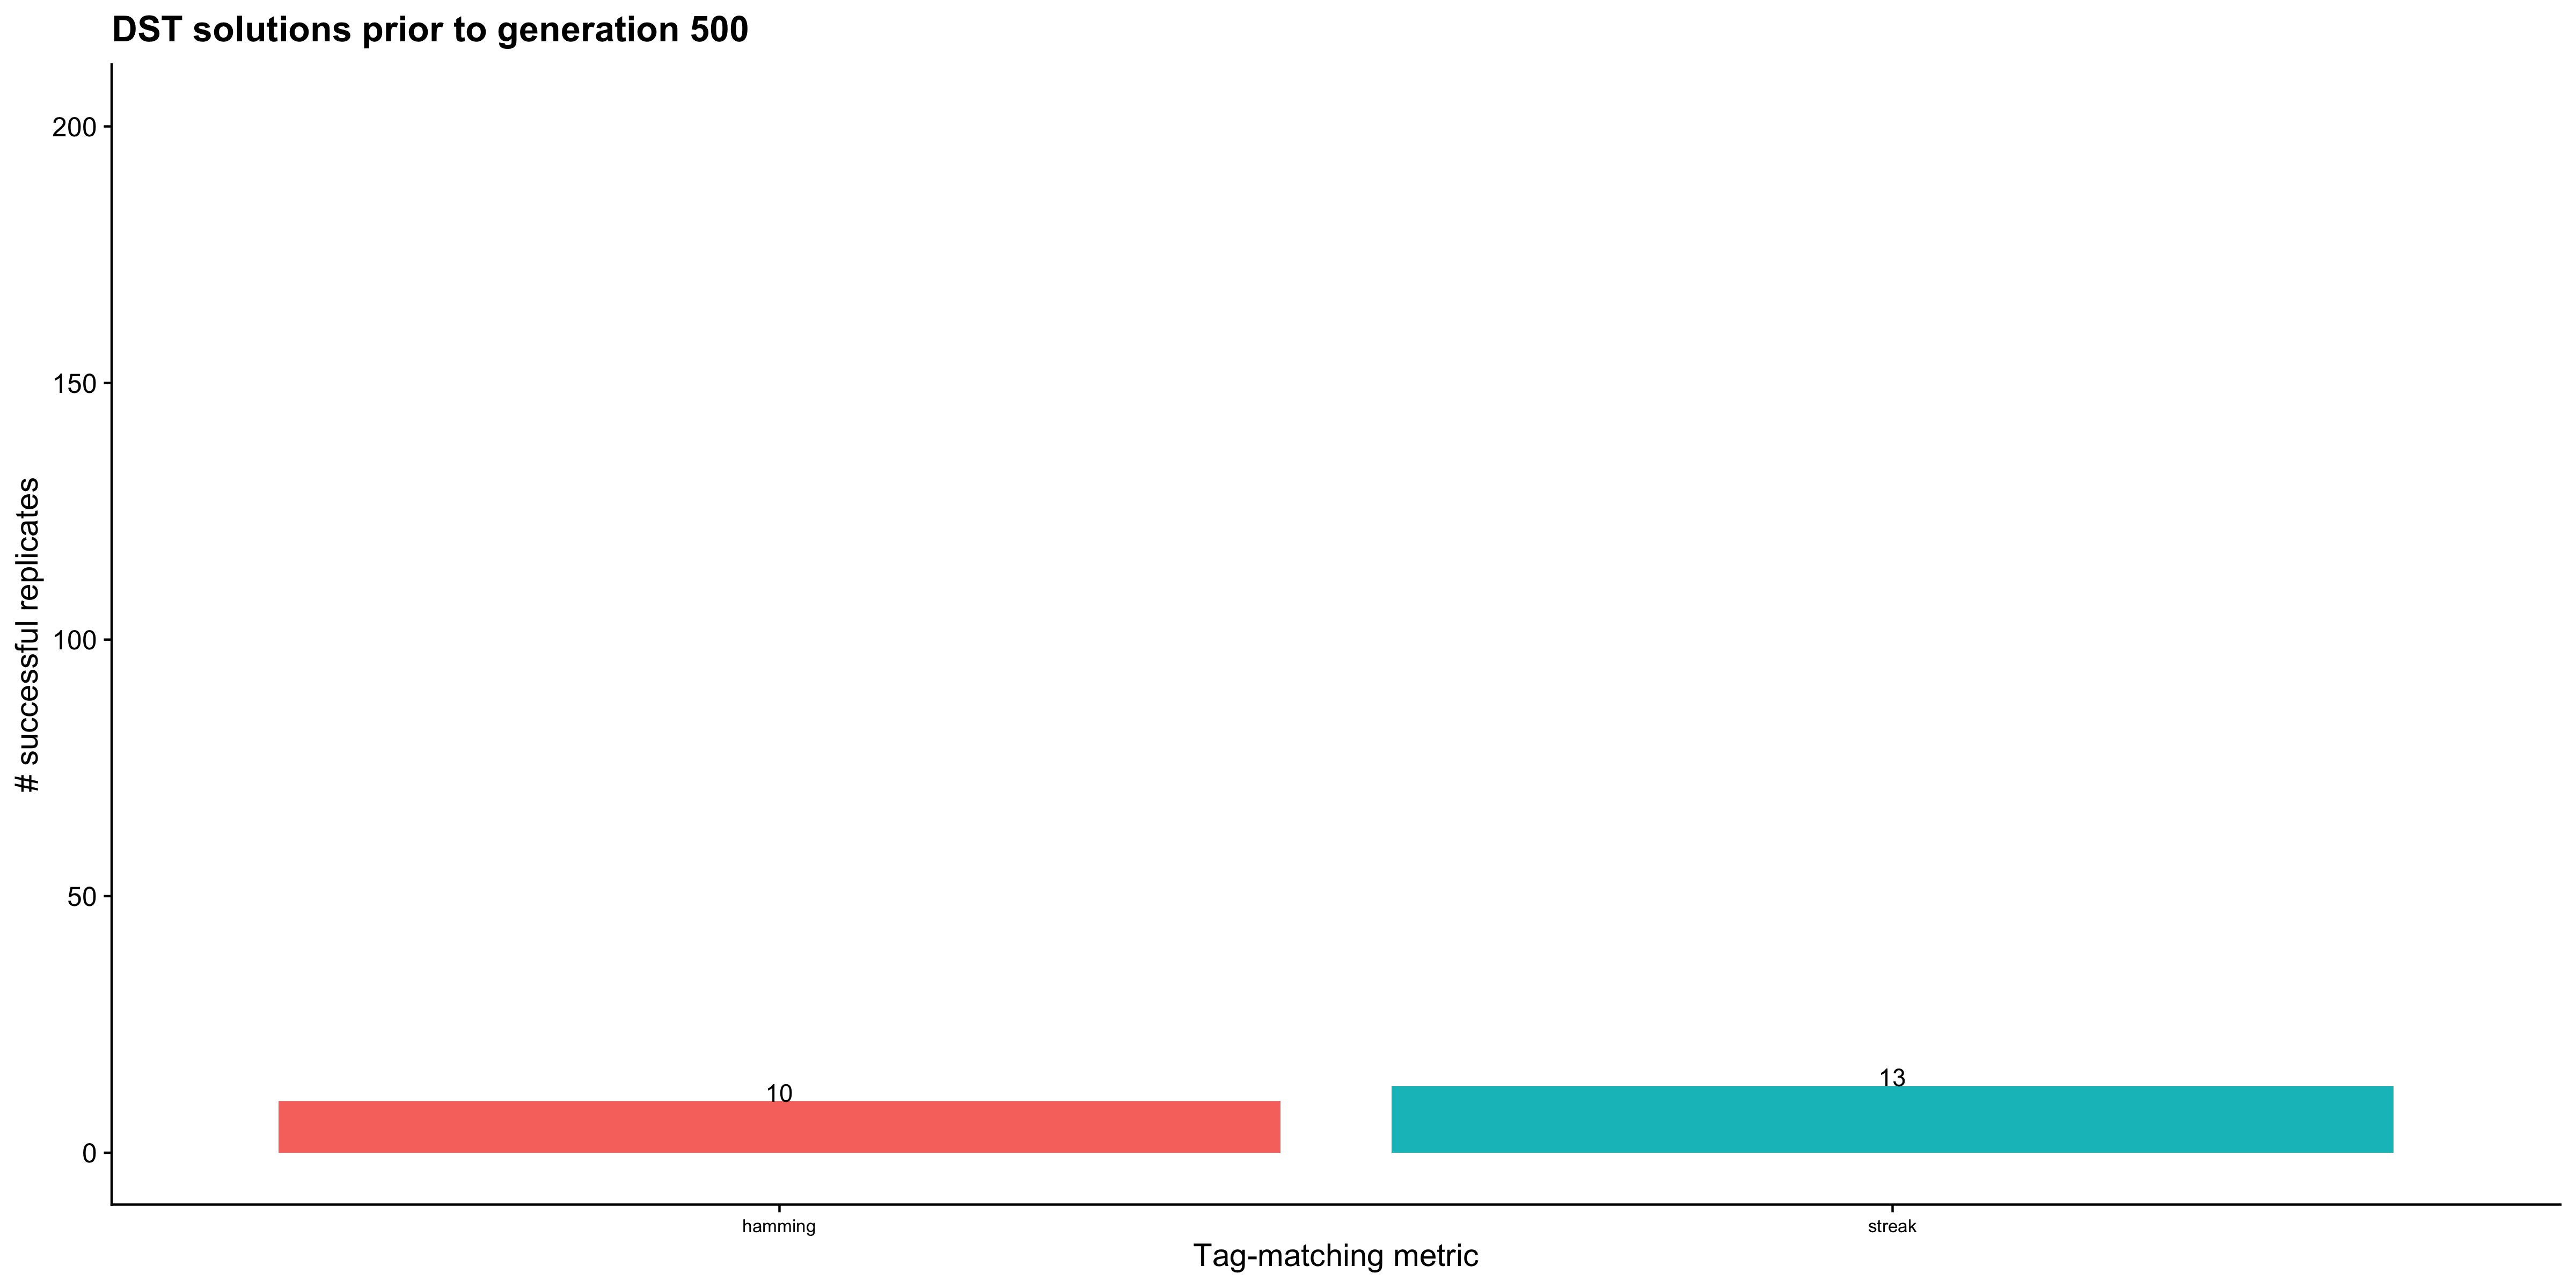 DST solutions prior to generation 500
# successful replicates
200
150
100
50
0
10
13
hamming
streak
Tag-matching metric